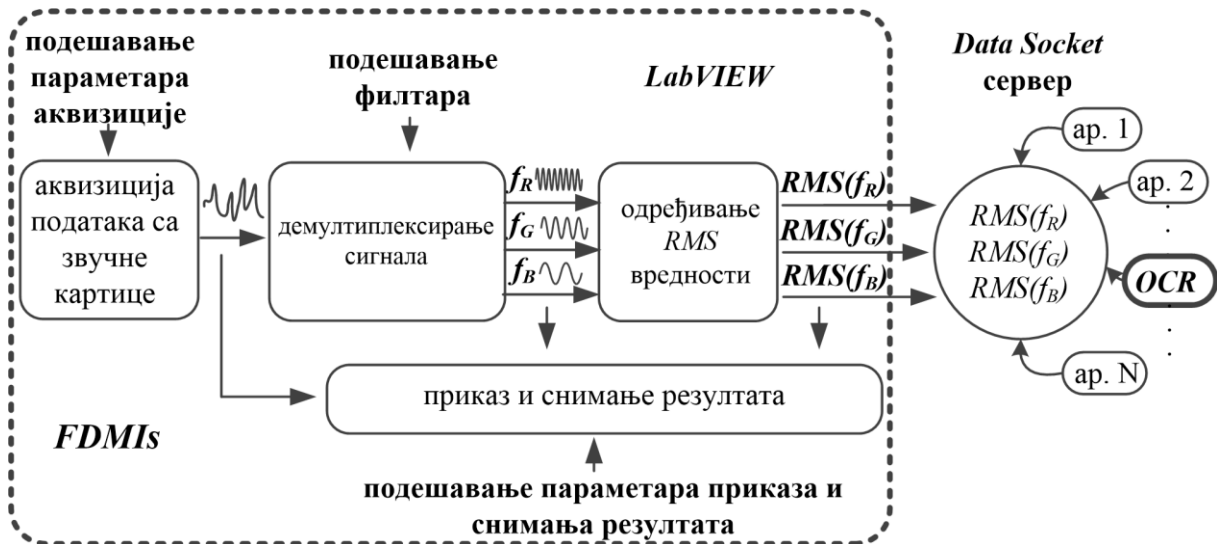 подешавање
параметара
аквизиције
подешавање
филтара
LabVIEW
Data Socket
сервер
аквизиција
података са
звучне
картице
демултиплексирање
сигнала
f_R
f_G
f_B
одређивање
RMS
вредности
RMS(f_R)
RMS(f_G)
RMS(f_B)
RMS(f_R)
RMS(f_G)
RMS(f_B)
ap. 1
ap. 2
OCR
ap. N
приказ и снимање резултата
FDMIs
подешавање параметара приказа и
снимања резултата